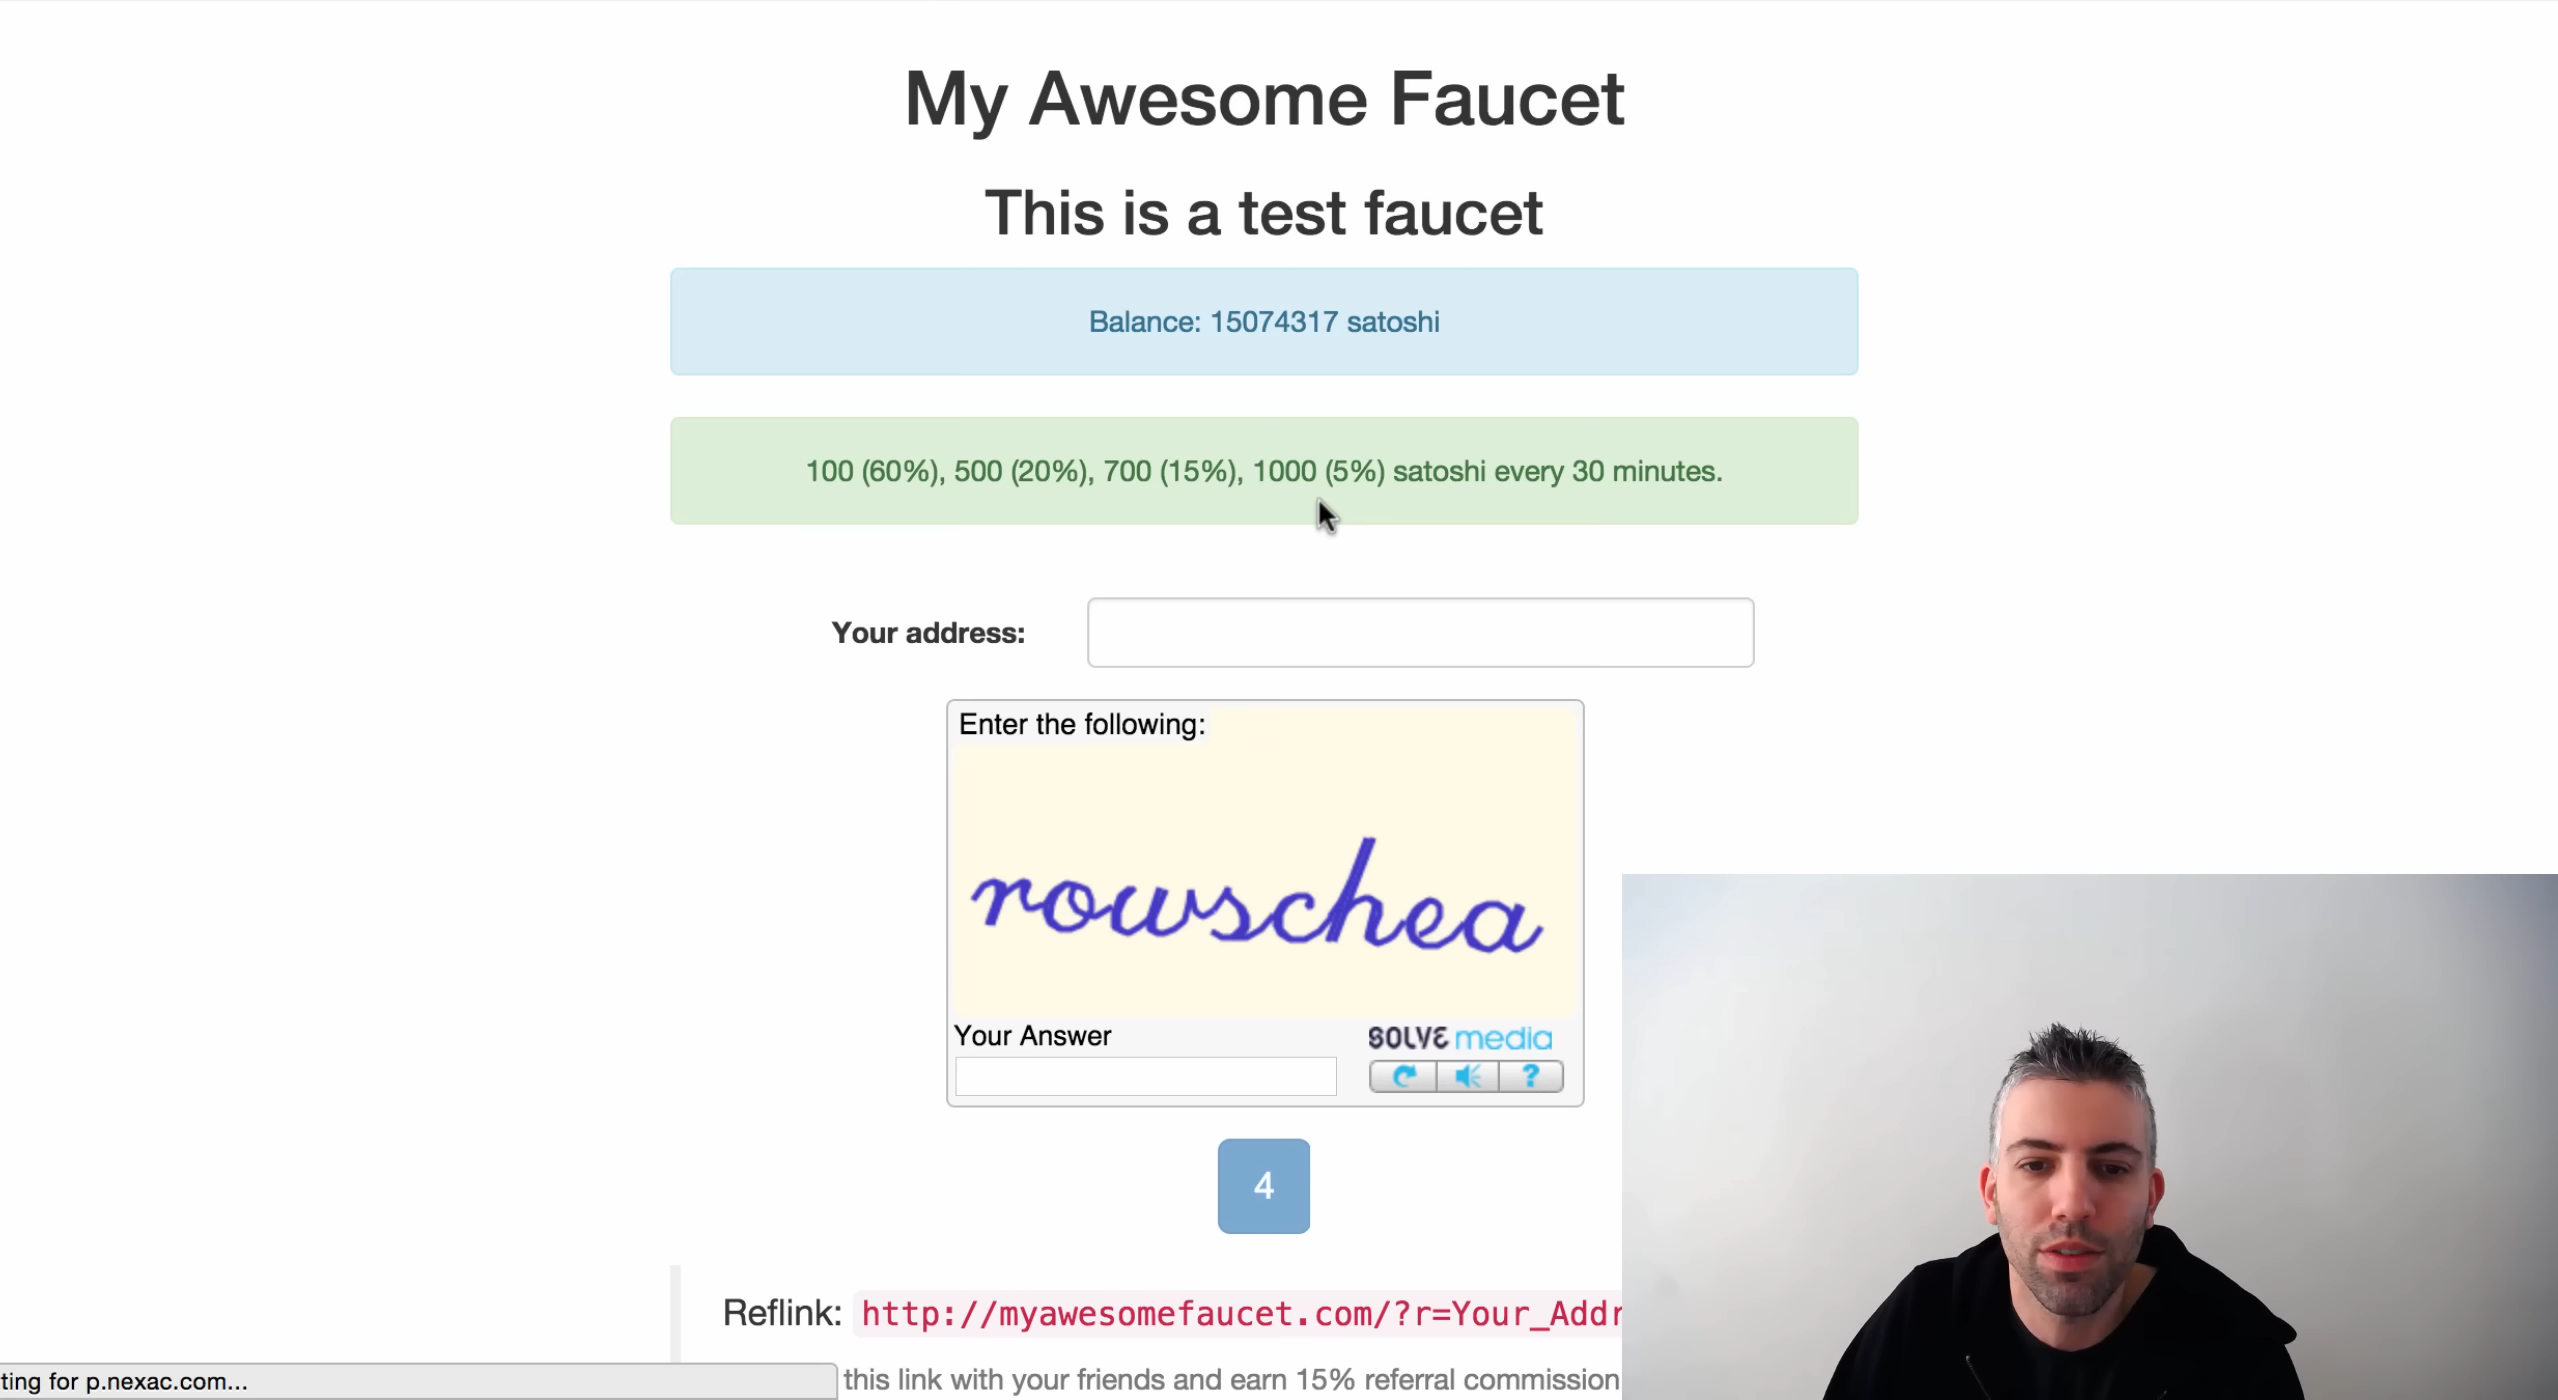 My Awesome Faucet
This is a test faucet
Balance: 15074317 satoshi
100 (60%), 500 (20%), 700 (15%), 1000 (5%) satoshi every 30 minutes.
Your address:
Enter the following:
rowschea
Your Answer
SOLVE media
?
4
Reflink: http://myawesomefaucet.com/?r=Your_Addr
this link with your friends and earn 15% referral commission
ting for p.nexac.com...